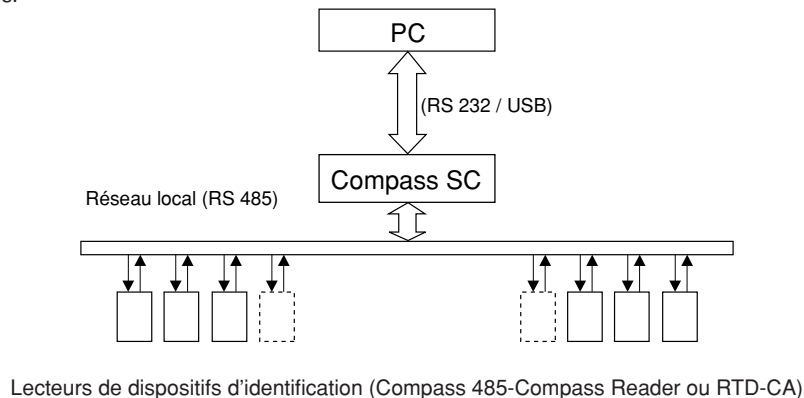 PC
(RS 232 / USB)
Compass SC
Réseau local (RS 485)
Lecteurs de dispositifs d’identification (Compass 485-Compass Reader ou RTD-CA)